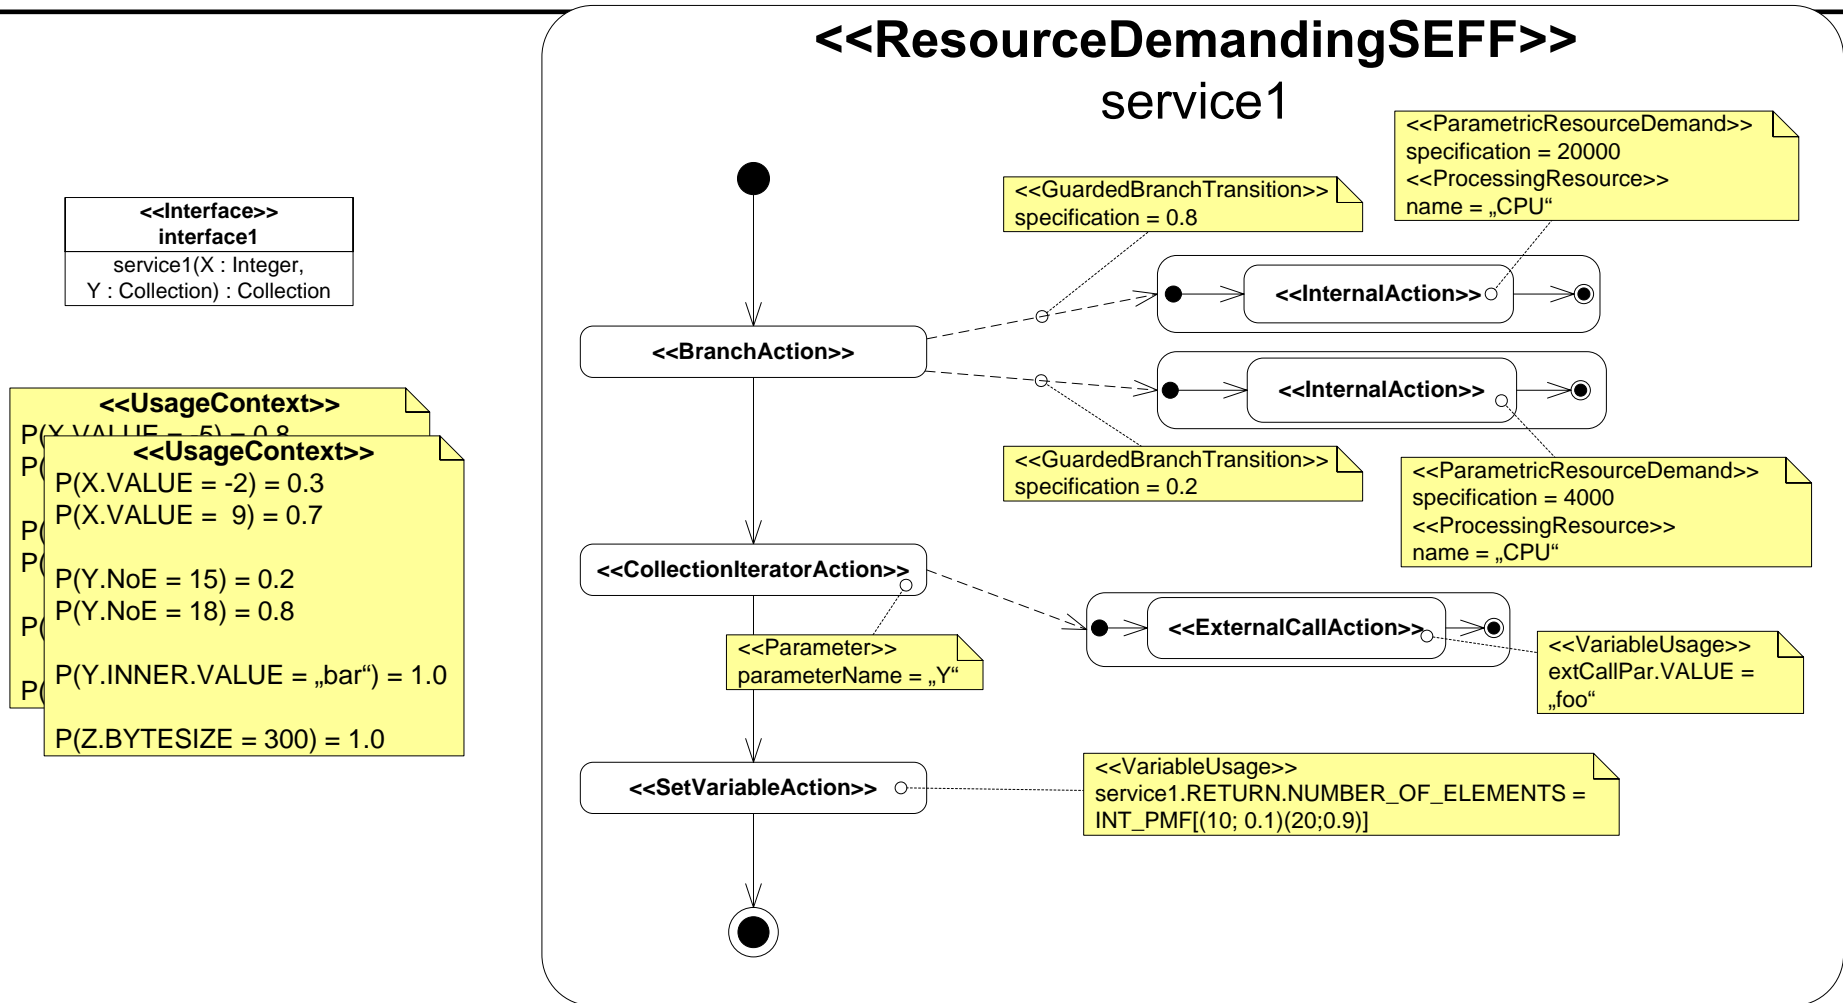 <<ResourceDemandingSEFF>>
service1
<<Interface>>
interface1
service1(X : Integer,
Y : Collection) : Collection
<<UsageContext>>
P(X.VALUE = -5) = 0.8
P(
P(
P(
P(
P(
<<UsageContext>>
P(X.VALUE = -2) = 0.3
P(X.VALUE =  9) = 0.7
P(Y.NoE = 15) = 0.2
P(Y.NoE = 18) = 0.8
P(Y.INNER.VALUE = „bar“) = 1.0
P(Z.BYTESIZE = 300) = 1.0
<<GuardedBranchTransition>>
specification = 0.8
<<ParametricResourceDemand>>
specification = 20000
<<ProcessingResource>>
name = „CPU“
<<InternalAction>>
<<BranchAction>>
<<InternalAction>>
<<GuardedBranchTransition>>
specification = 0.2
<<ParametricResourceDemand>>
specification = 4000
<<ProcessingResource>>
name = „CPU“
<<CollectionIteratorAction>>
<<Parameter>>
parameterName = „Y“
<<ExternalCallAction>>
<<VariableUsage>>
extCallPar.VALUE =
„foo“
<<SetVariableAction>>
<<VariableUsage>>
service1.RETURN.NUMBER_OF_ELEMENTS =
INT_PMF[(10; 0.1)(20;0.9)]